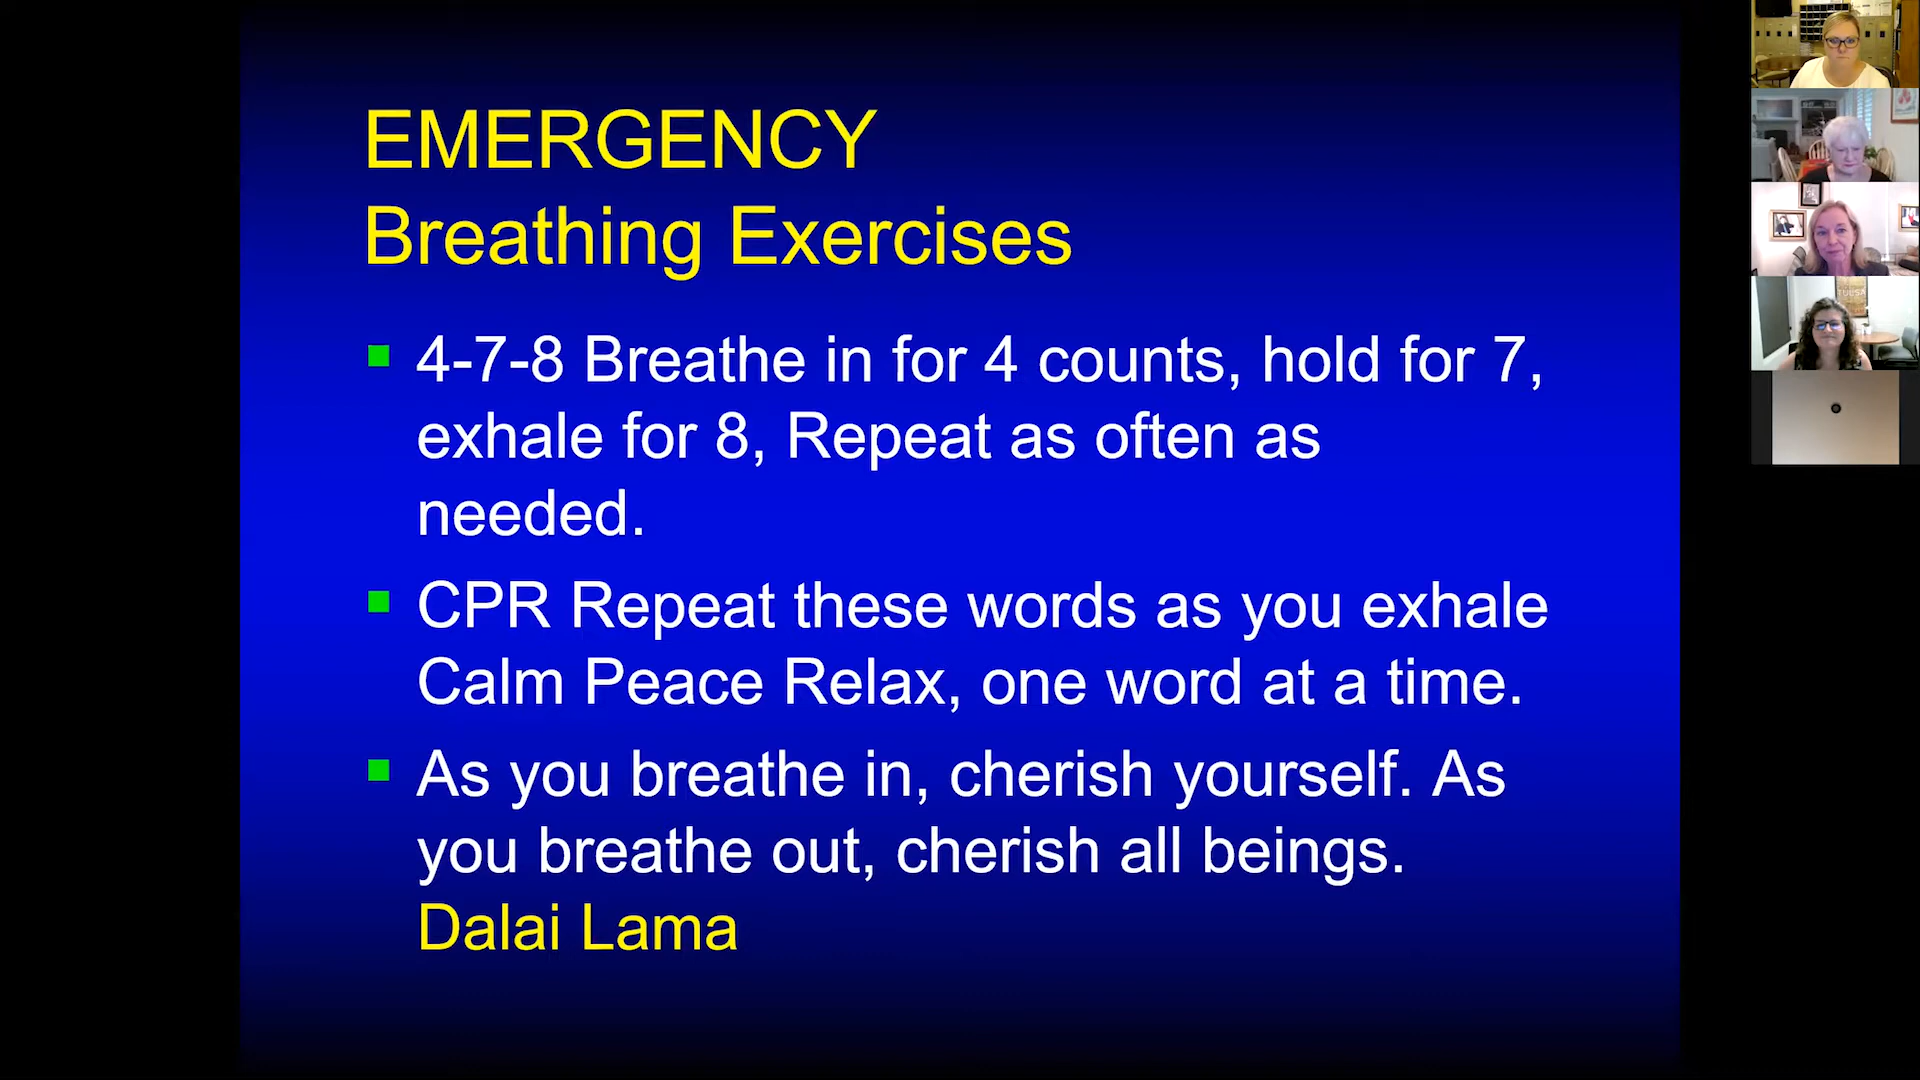 EMERGENCY
Breathing Exercises
4-7-8 Breathe in for 4 counts, hold for 7,
exhale for 8, Repeat as often as
needed.
CPR Repeat these words as you exhale
Calm Peace Relax, one word at a time.
As you breathe in, cherish yourself. As
you breathe out, cherish all beings.
Dalai Lama
TULSA